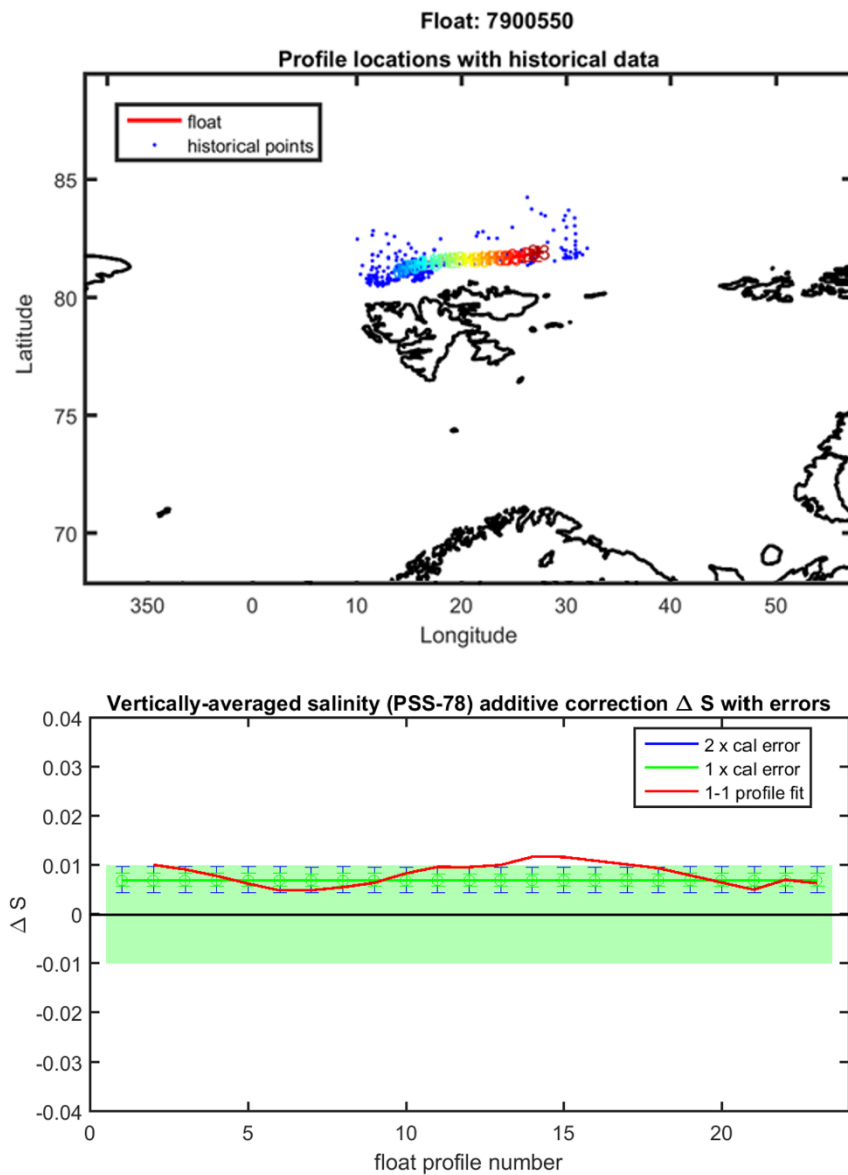 Float: 7900550
Profile locations with historical data
float
historical points
85
80
75
70
Latitude
350 0 10 20 30 40 50
Longitude
Vertically-averaged salinity (PSS-78) additive correction Δ S with errors
2 x cal error
1 x cal error
1-1 profile fit
0.04
0.03
0.02
0.01
0
-0.01
-0.02
-0.03
-0.04
Δ S
0 5 10 15 20
float profile number